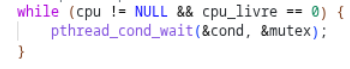 while (cpu != NULL && cpu_livre == 0) {
    pthread_cond_wait(&cond, &mutex);
}